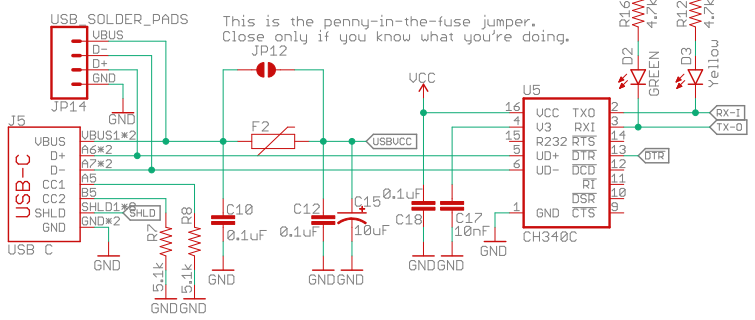 USB_SOLDER_PADS
VBUS
D-
D+
GND
JP14
GND
This is the penny-in-the-fuse jumper.
Close only if you know what you're doing.
JP12
R16
4.7k
R12
4.7k
D2
GREEN
D3
Yellow
J5
USB-C
VBUS
D+
D-
CC1
CC2
SHLD
GND
USB C
VBUS1*2
A6*2
A7*2
A5
B5
GND*2
SHLD
GND
R7
5.1k
GND
R8
5.1k
GND
F2
USBVCC
C10
0.1uF
GND
C12
0.1uF
GND
C15
10uF
GND
VCC
0.1uF
C18
GND
C17
10nF
GND
U5
16 VCC TXO 2
4 V3 RXI 3
15 R232 RTS 14
5 UD+ DTR 13
6 UD- DCD 12
RI 11
DSR 10
1 GND CTS 9
CH340C
GND
RX-I
TX-O
DTR